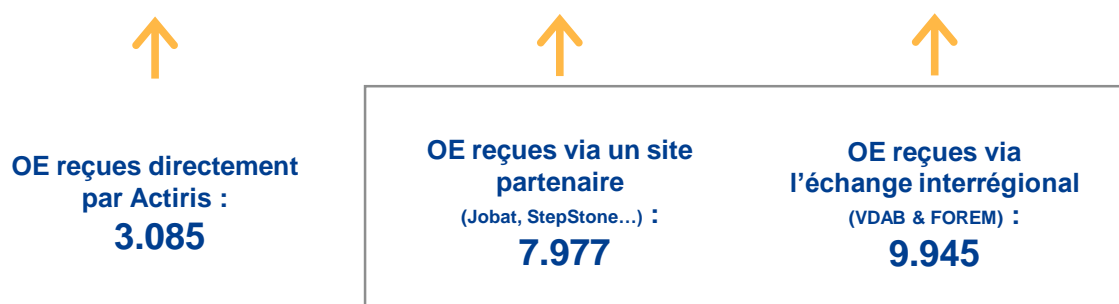 OE reçues directement
par Actiris :
3.085
OE reçues via un site
partenaire
(Jobat, StepStone…) :
7.977
OE reçues via
l’échange interrégional
(VDAB & FOREM) :
9.945